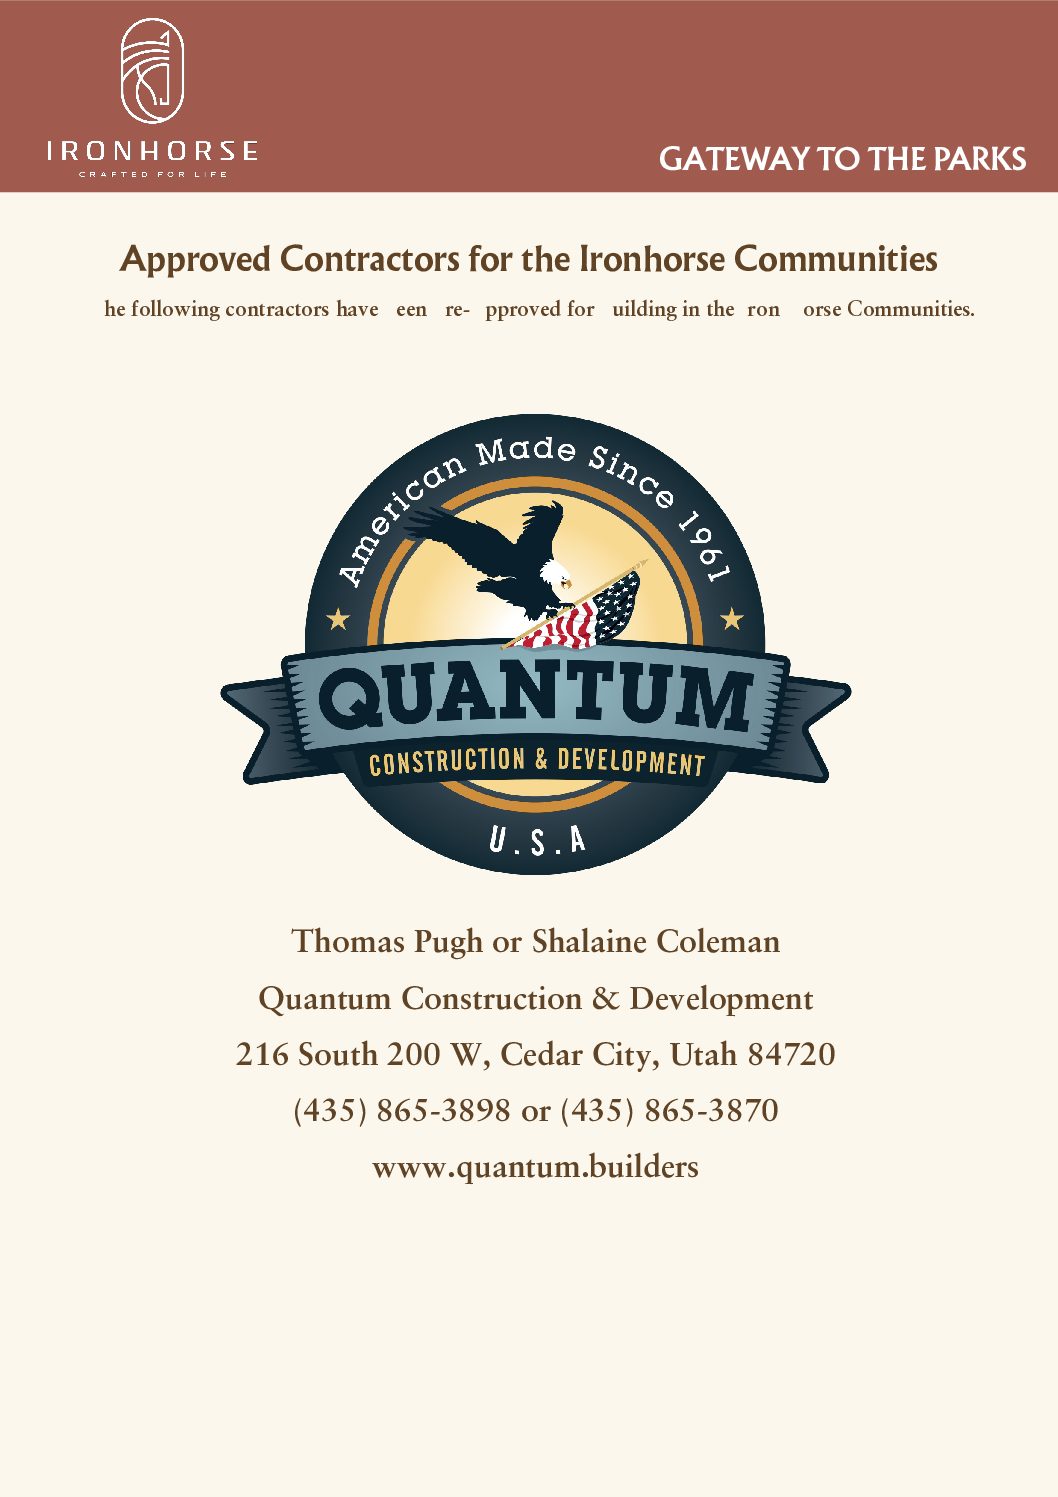 IRONHORSE
CRAFTED FOR LIFE
GATEWAY TO THE PARKS
Approved Contractors for the Ironhorse Communities
he following contractors have een re- pproved for uilding in the ron orse Communities.
American Made Since 1961
QUANTUM
CONSTRUCTION & DEVELOPMENT
U.S.A
Thomas Pugh or Shalaine Coleman
Quantum Construction & Development
216 South 200 W, Cedar City, Utah 84720
(435) 865-3898 or (435) 865-3870
www.quantum.builders